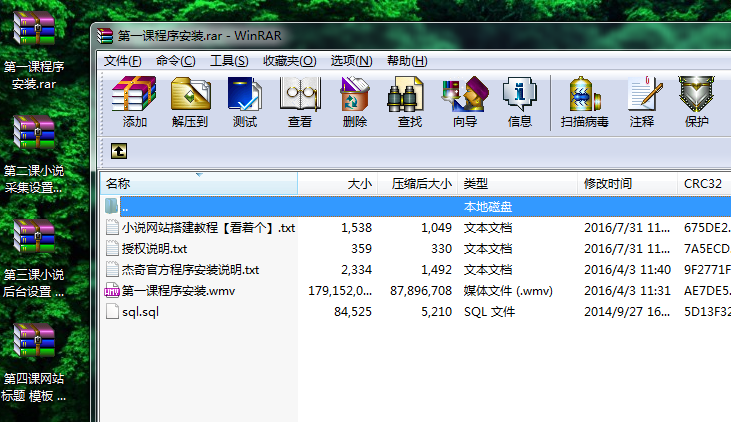 第一课程序
安装.rar
第二课小说
采集设置...
第三课小说
后台设置 ...
第四课网站
标题 模板 ...
第一课程序安装.rar - WinRAR
文件(F) 命令(C) 工具(S) 收藏夹(O) 选项(N) 帮助(H)
添加 解压到 测试 查看 删除 查找 向导 信息 扫描病毒 注释 保护
名称 大小 压缩后大小 类型 修改时间 CRC32
.. 本地磁盘
小说网站搭建教程【看着个】.txt 1,538 1,049 文本文档 2016/7/31 11... 675DE2...
授权说明.txt 359 330 文本文档 2016/7/31 11... 7A5ECD...
杰奇官方程序安装说明.txt 2,334 1,492 文本文档 2016/4/3 11:40 9F2771F
第一课程序安装.wmv 179,152,0... 87,896,708 媒体文件 (.wmv) 2016/4/3 11:31 AE7DE5...
sql.sql 84,525 5,210 SQL 文件 2014/9/27 16... 5D13F32